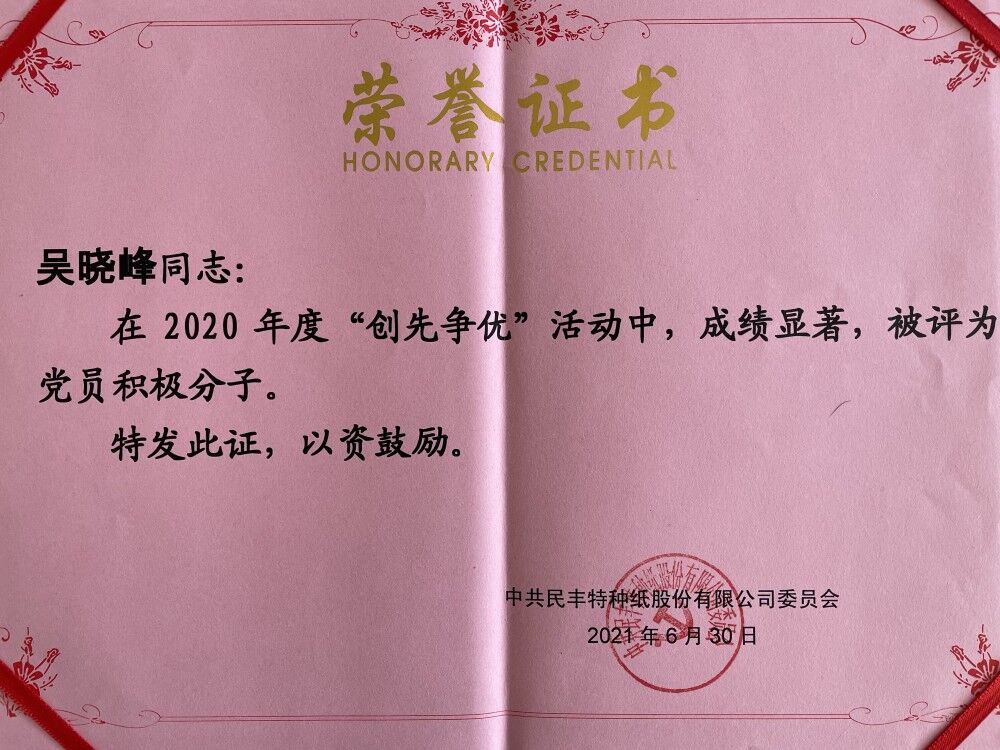 荣誉证书
HONORARY CREDENTIAL
吴晓峰同志：
在 2020 年度“创先争优”活动中，成绩显著，被评为
党员积极分子。
特发此证，以资鼓励。
中共民丰特种纸股份有限公司委员会
2021 年 6 月 30 日